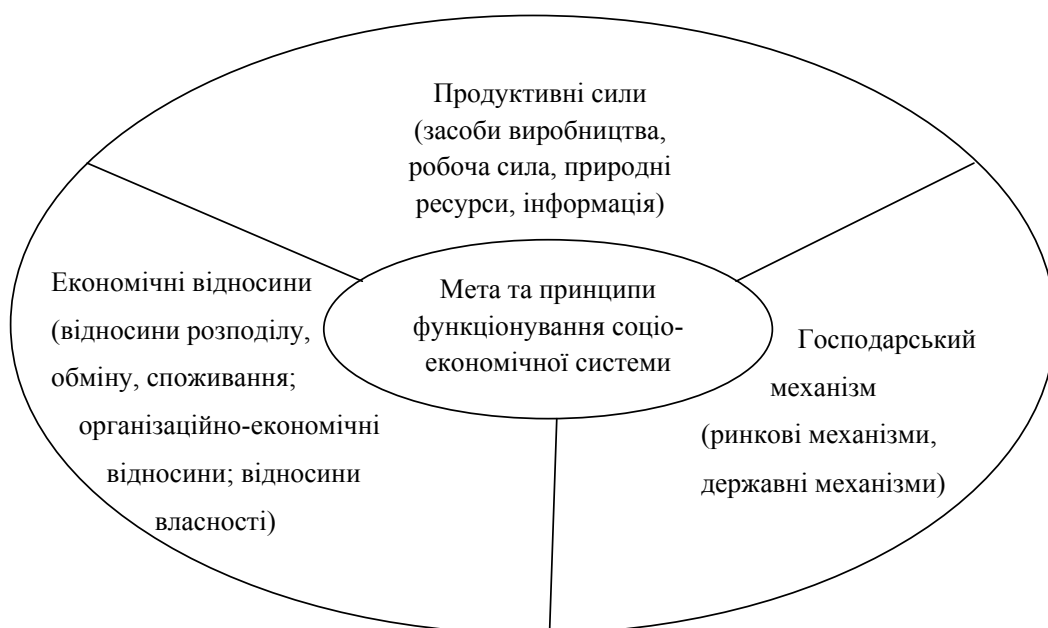 Продуктивні сили
(засоби виробництва,
робоча сила, природні
ресурси, інформація)
Економічні відносини
(відносини розподілу,
обміну, споживання;
організаційно-економічні
відносини; відносини
власності)
Мета та принципи
функціонування соціо-
економічної системи
Господарський
механізм
(ринкові механізми,
державні механізми)